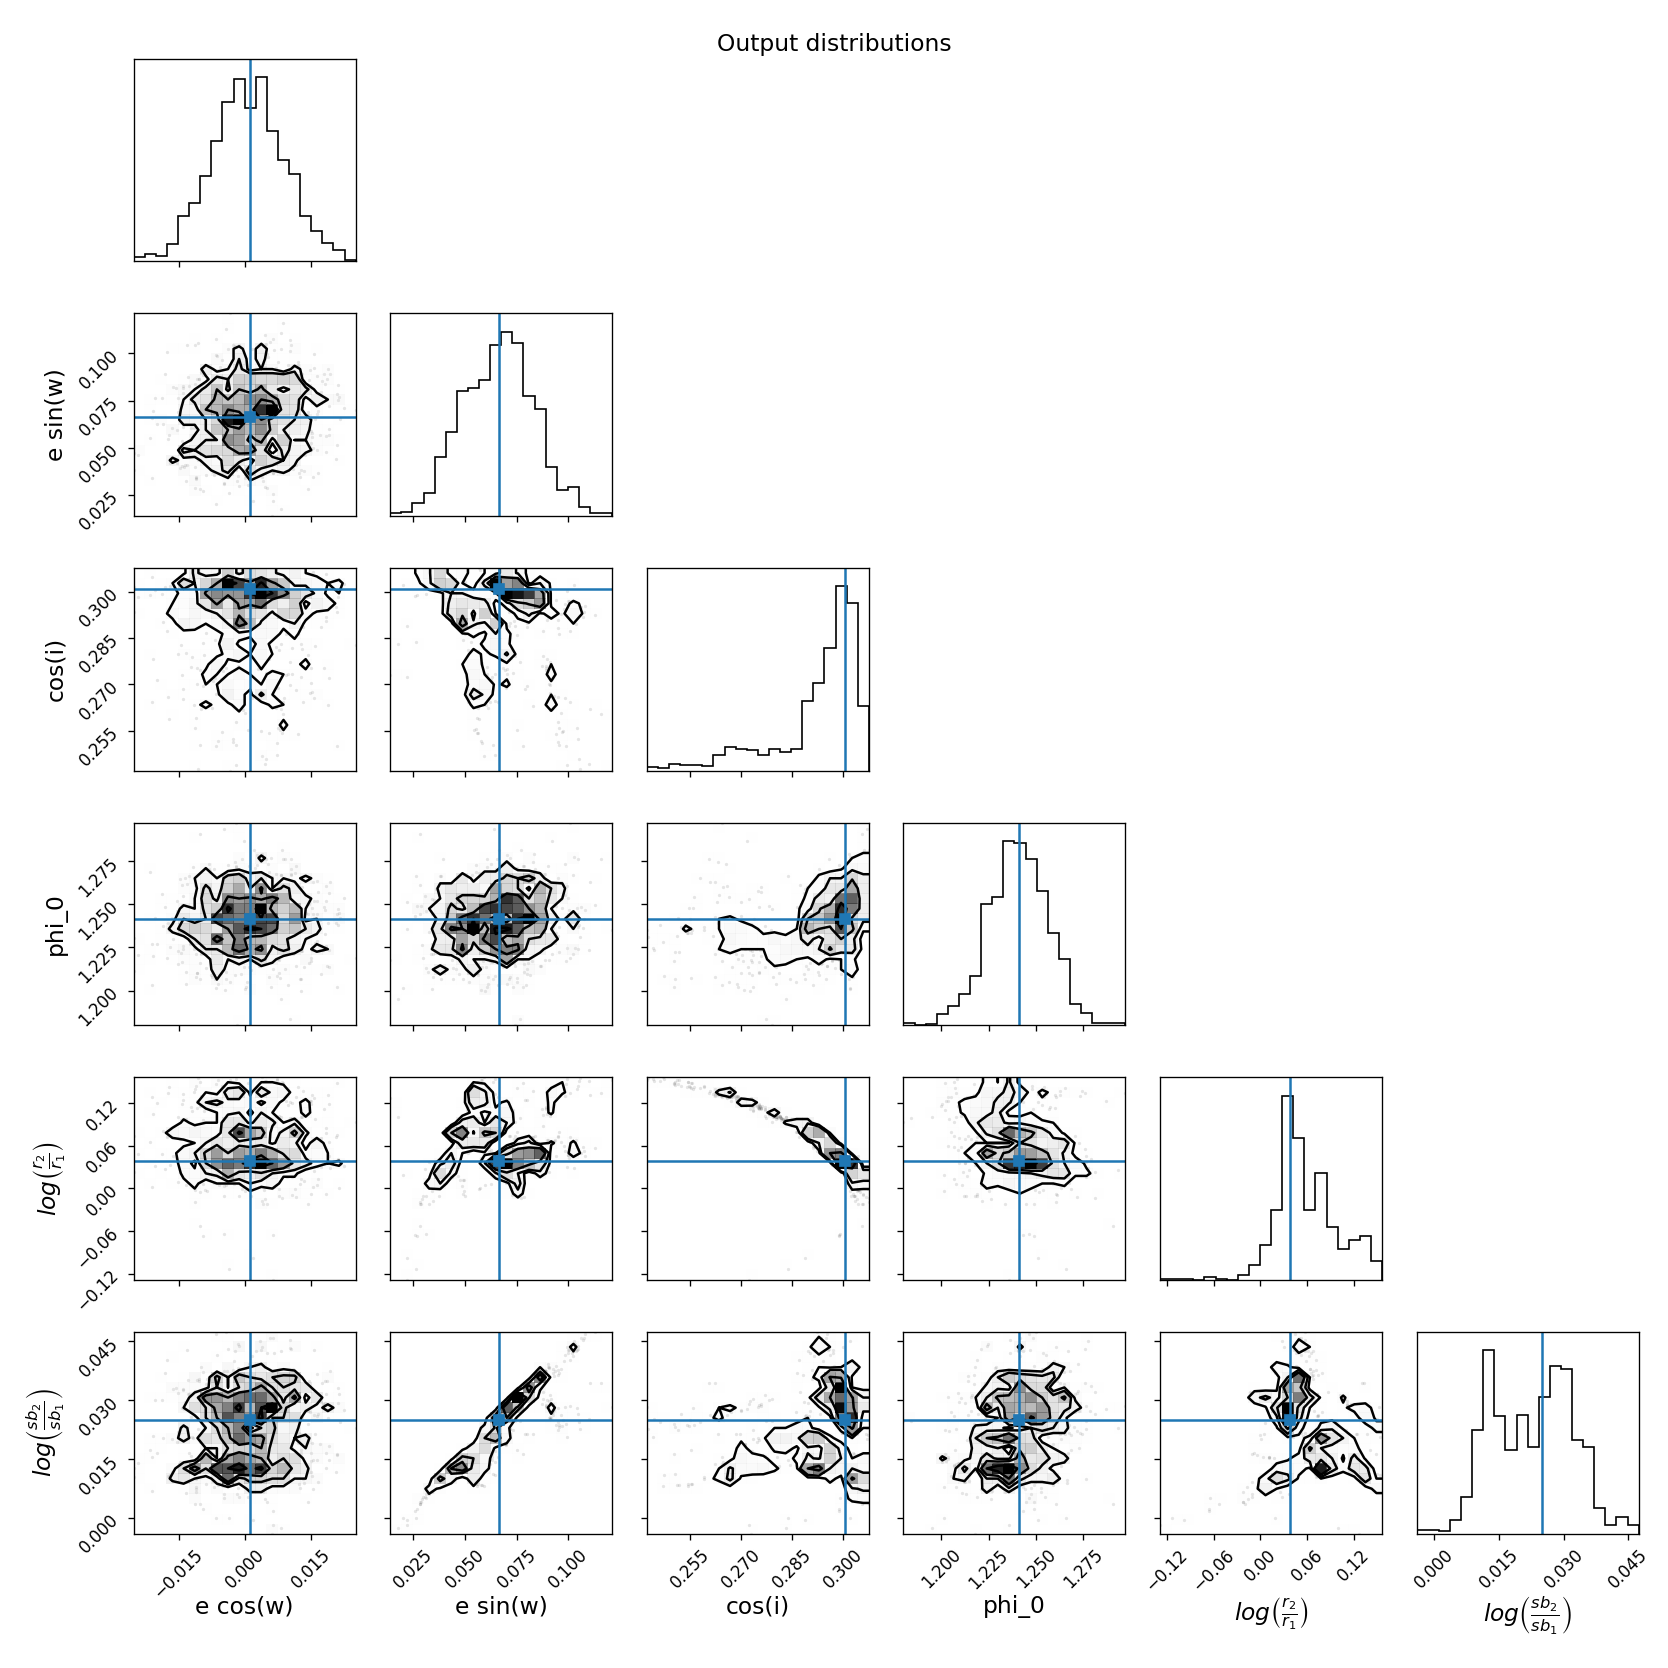 Output distributions
e sin(w)
0.100
0.075
0.050
0.025
cos(i)
0.300
0.285
0.270
0.255
phi_0
1.275
1.250
1.225
1.200
log(r2/r1)
0.12
0.06
0.00
−0.06
−0.12
log(sb2/sb1)
0.045
0.030
0.015
0.000
−0.015 0.000 0.015
0.025 0.050 0.075 0.100
0.255 0.270 0.285 0.300
1.200 1.225 1.250 1.275
−0.12 −0.06 0.00 0.06 0.12
0.000 0.015 0.030 0.045
e cos(w)
e sin(w)
cos(i)
phi_0
log(r2/r1)
log(sb2/sb1)